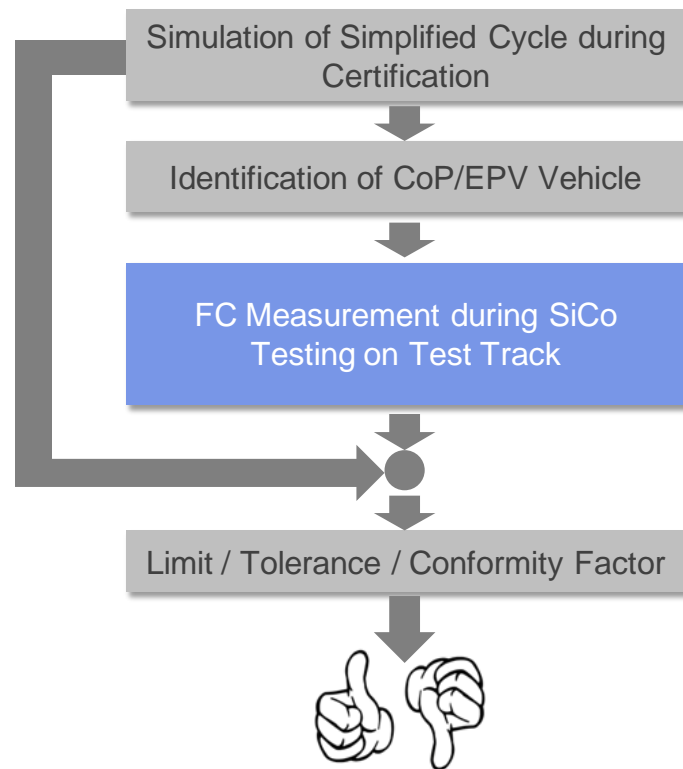 Simulation of Simplified Cycle during
Certification
Identification of CoP/EPV Vehicle
FC Measurement during SiCo
Testing on Test Track
Limit / Tolerance / Conformity Factor